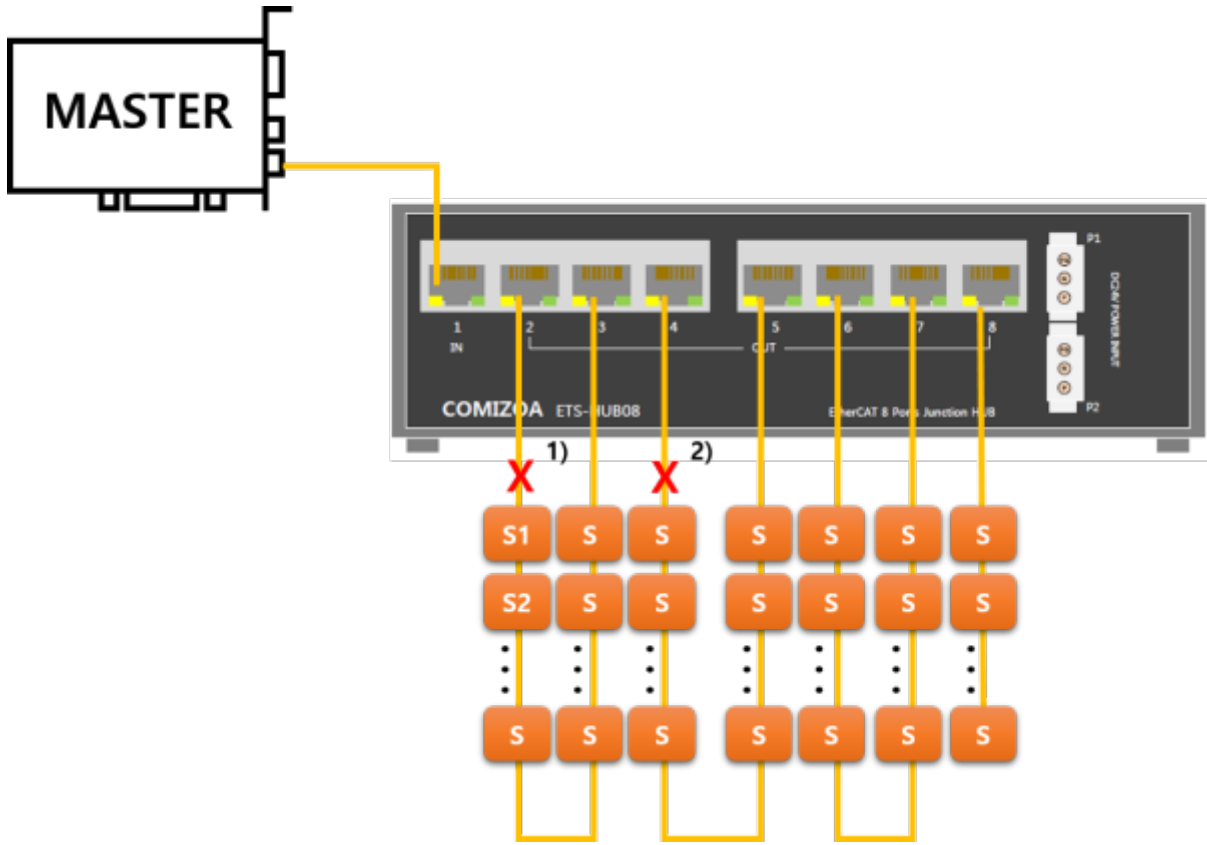 MASTER
1 2 3 4 5 6 7 8
IN OUT
P1
DC24V POWER INPUT
P2
COMIZOA ETS-HUB08 EtherCAT 8 Ports Junction HUB
1) 2)
X X
S1 S S S S S S
S2 S S S S S S
S S S S S S S